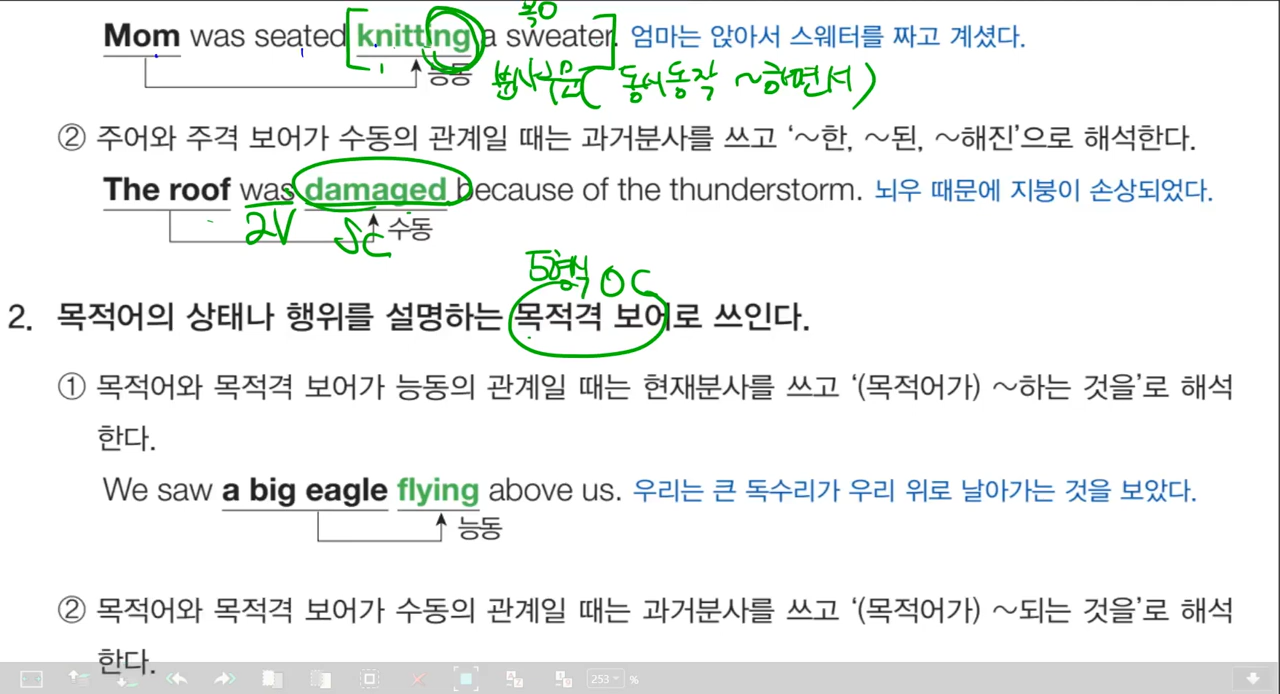 복O
Mom was seated knitting a sweater. 엄마는 앉아서 스웨터를 짜고 계셨다.
능동 분사구문( 동시동작 ~하면서)
② 주어와 주격 보어가 수동의 관계일 때는 과거분사를 쓰고 ‘~한, ~된, ~해진’으로 해석한다.
The roof was damaged because of the thunderstorm. 뇌우 때문에 지붕이 손상되었다.
2V SC 수동
5형식 OC
2. 목적어의 상태나 행위를 설명하는 목적격 보어로 쓰인다.
① 목적어와 목적격 보어가 능동의 관계일 때는 현재분사를 쓰고 ‘(목적어가) ~하는 것을’로 해석
한다.
We saw a big eagle flying above us. 우리는 큰 독수리가 우리 위로 날아가는 것을 보았다.
능동
② 목적어와 목적격 보어가 수동의 관계일 때는 과거분사를 쓰고 ‘(목적어가) ~되는 것을’로 해석
한다.
253 %